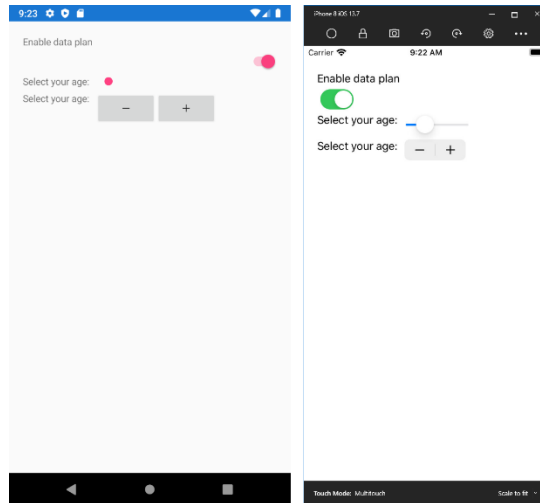 9:23
Enable data plan
Select your age:
Select your age:
− +
iPhone 8 iOS 13.7
Carrier 9:22 AM
Enable data plan
Select your age:
Select your age:
− +
Touch Mode: Multitouch Scale to fit